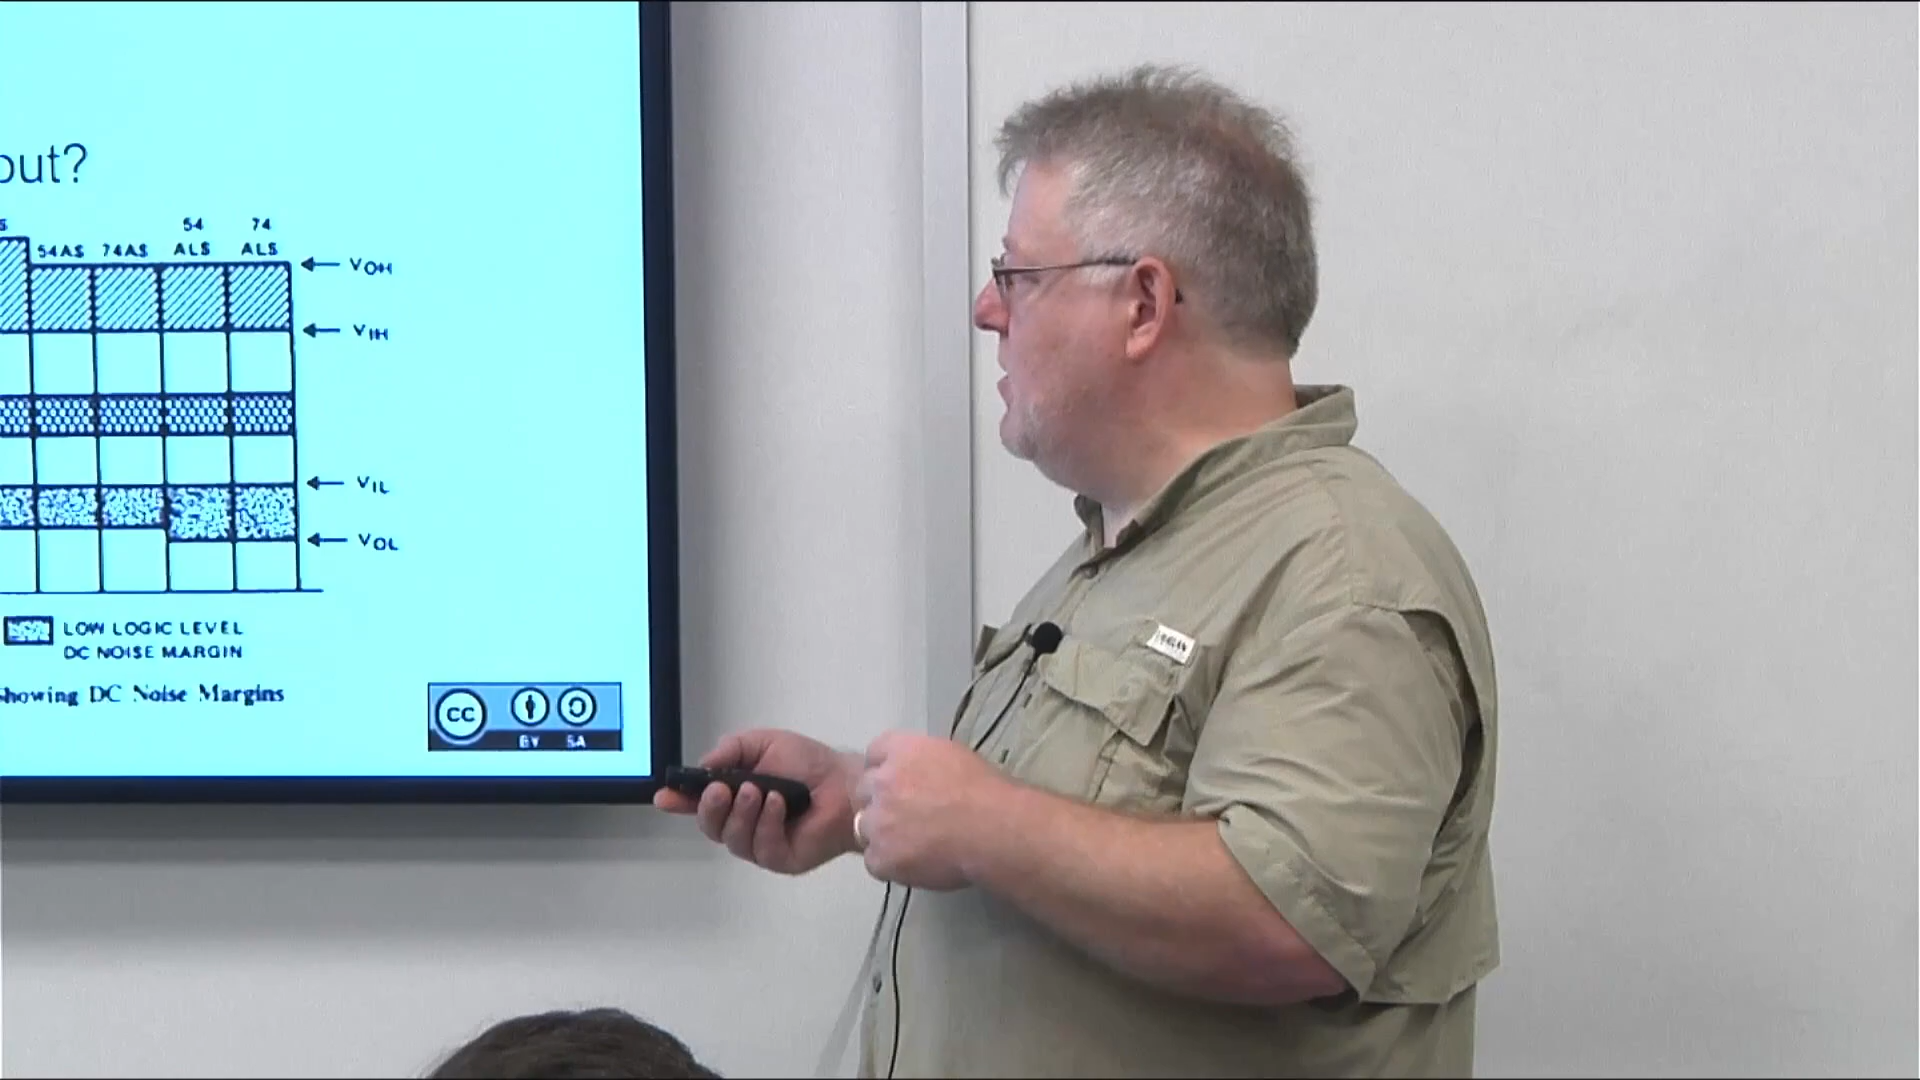 out?
54 74
54AS 74AS ALS ALS
VOH
VIH
VIL
VOL
LOW LOGIC LEVEL
DC NOISE MARGIN
Showing DC Noise Margins
CC
BY SA